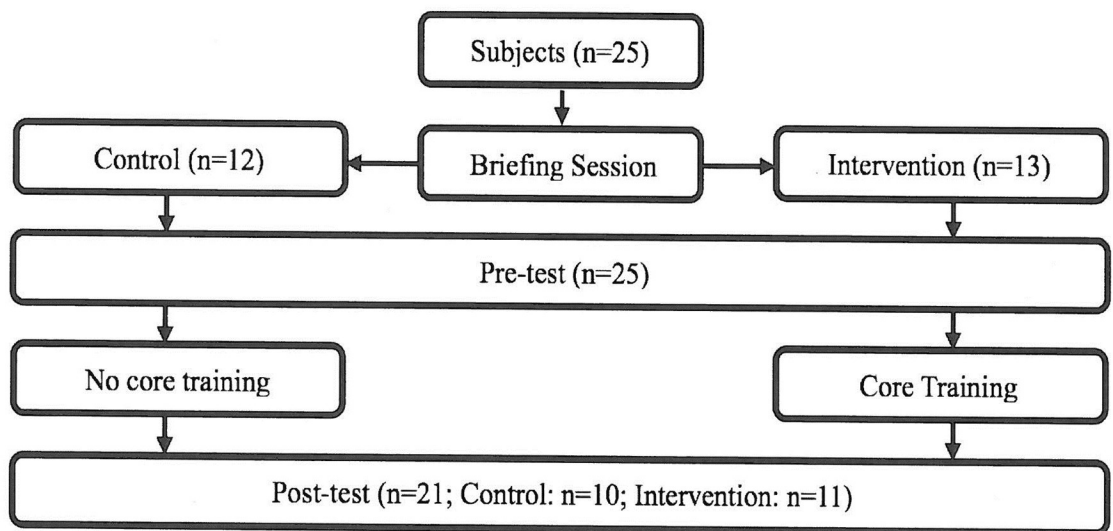 Subjects (n=25)
Control (n=12)
Briefing Session
Intervention (n=13)
Pre-test (n=25)
No core training
Core Training
Post-test (n=21; Control: n=10; Intervention: n=11)